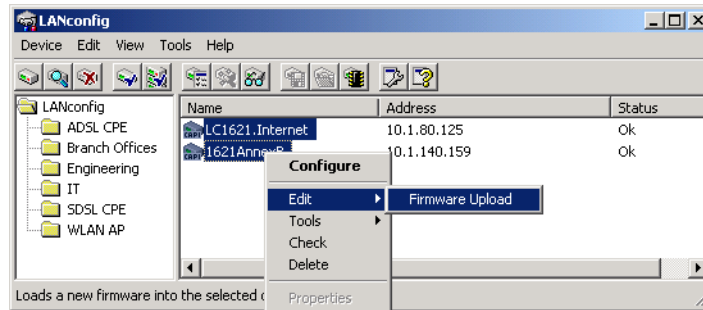 LANconfig
Device Edit View Tools Help
LANconfig
ADSL CPE
Branch Offices
Engineering
IT
SDSL CPE
WLAN AP
Name Address Status
LC1621.Internet 10.1.80.125 Ok
1621AnnexB 10.1.140.159 Ok
Configure
Edit Firmware Upload
Tools
Check
Delete
Properties
Loads a new firmware into the selected